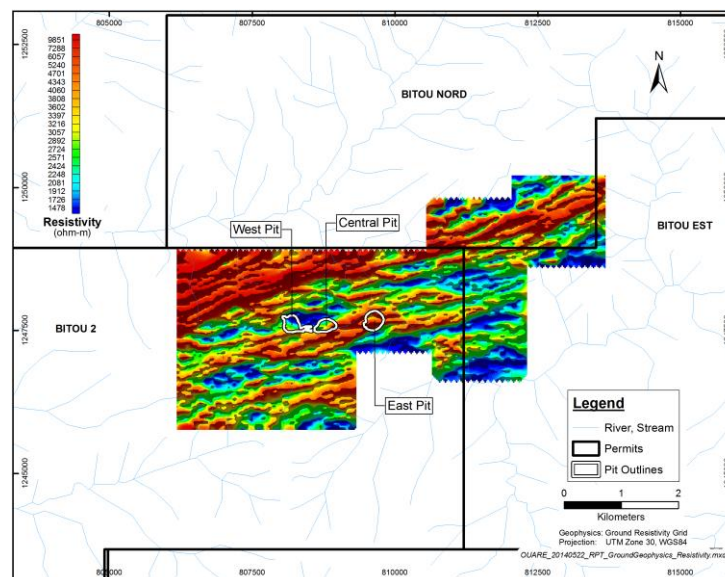 805000
807500
810000
812500
815000
1252500
9851
7288
6057
5240
4701
4343
4060
3808
3602
3397
3216
3057
2892
2724
2571
2424
2248
2081
1912
1726
1478
Resistivity
(ohm-m)
N
BITOU NORD
1250000
West Pit
Central Pit
BITOU EST
BITOU 2
1247500
East Pit
Legend
River, Stream
Permits
Pit Outlines
1245000
0 1 2
Kilometers
Geophysics: Ground Resistivity Grid
Projection: UTM Zone 30, WGS84
OUARE_20140522_RPT_GroundGeophysics_Resistivity.mxd
805000
807500
810000
812500
815000